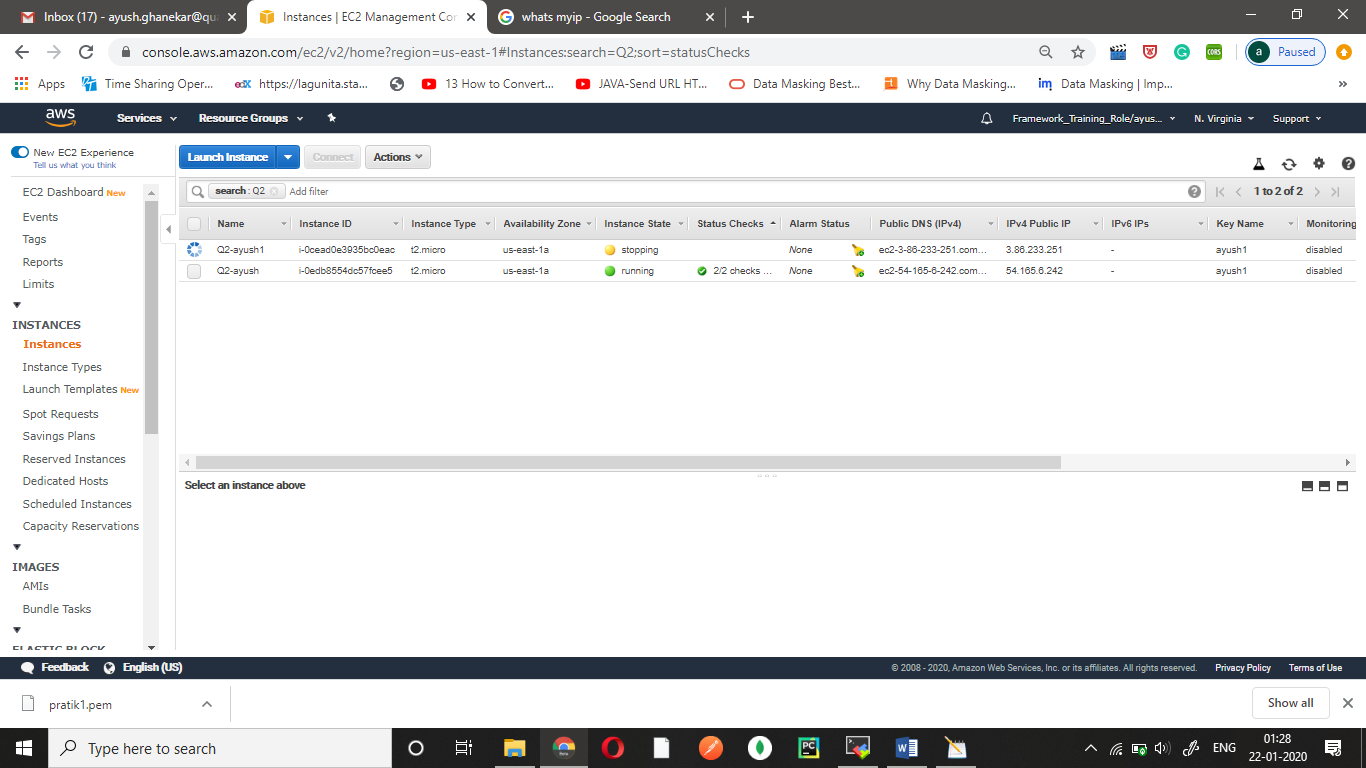 Inbox (17) - ayush.ghanekar@qu
Instances | EC2 Management Con
whats myip - Google Search
console.aws.amazon.com/ec2/v2/home?region=us-east-1#Instances:search=Q2;sort=statusChecks
CORS
a Paused
Apps
Time Sharing Oper...
edX https://lagunita.sta...
13 How to Convert...
JAVA-Send URL HT...
Data Masking Best...
Why Data Masking...
im Data Masking | Imp...
»
aws Services Resource Groups Framework_Training_Role/ayus... N. Virginia Support
New EC2 Experience
Tell us what you think
Launch Instance Connect Actions
EC2 Dashboard New
Events
Tags
Reports
Limits
INSTANCES
Instances
Instance Types
Launch Templates New
Spot Requests
Savings Plans
Reserved Instances
Dedicated Hosts
Scheduled Instances
Capacity Reservations
IMAGES
AMIs
Bundle Tasks
ELASTIC BLOCK
search : Q2 Add filter 1 to 2 of 2
Name Instance ID Instance Type Availability Zone Instance State Status Checks Alarm Status Public DNS (IPv4) IPv4 Public IP IPv6 IPs Key Name Monitoring
Q2-ayush1 i-0cead0e3935bc0eac t2.micro us-east-1a stopping None ec2-3-86-233-251.com... 3.86.233.251 - ayush1 disabled
Q2-ayush i-0edb8554dc57fcee5 t2.micro us-east-1a running 2/2 checks ... None ec2-54-165-6-242.com... 54.165.6.242 - ayush1 disabled
Select an instance above
Feedback English (US) © 2008 - 2020, Amazon Web Services, Inc. or its affiliates. All rights reserved. Privacy Policy Terms of Use
pratik1.pem Show all
Type here to search
PC
W
ENG
01:28
22-01-2020